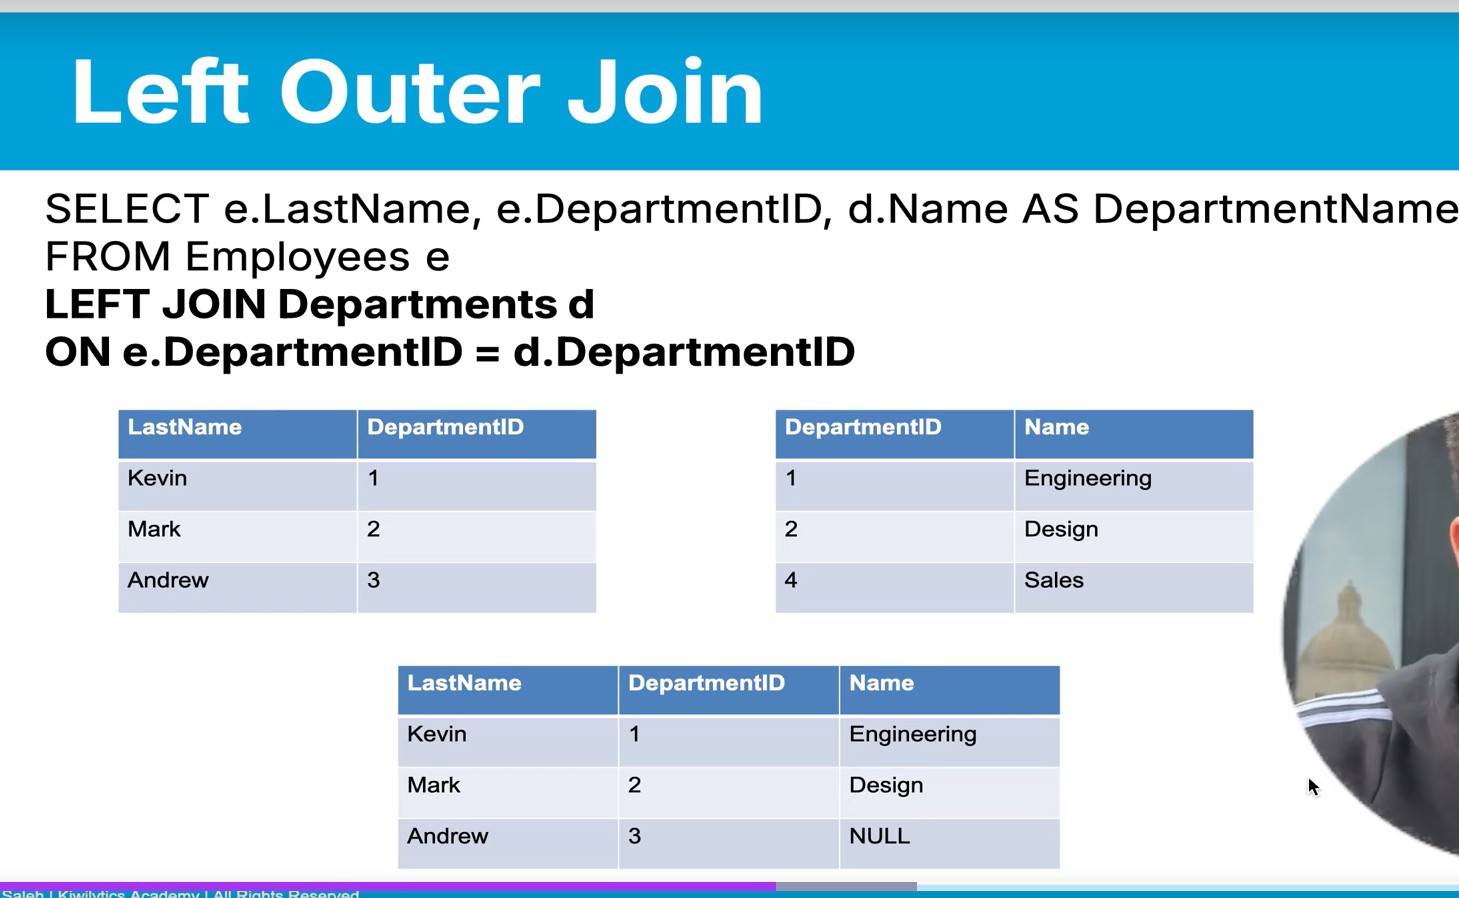 Left Outer Join
SELECT e.LastName, e.DepartmentID, d.Name AS DepartmentName
FROM Employees e
LEFT JOIN Departments d
ON e.DepartmentID = d.DepartmentID
LastName DepartmentID
Kevin 1
Mark 2
Andrew 3
DepartmentID Name
1 Engineering
2 Design
4 Sales
LastName DepartmentID Name
Kevin 1 Engineering
Mark 2 Design
Andrew 3 NULL
Saleh | Kiwilytics Academy | All Rights Reserved